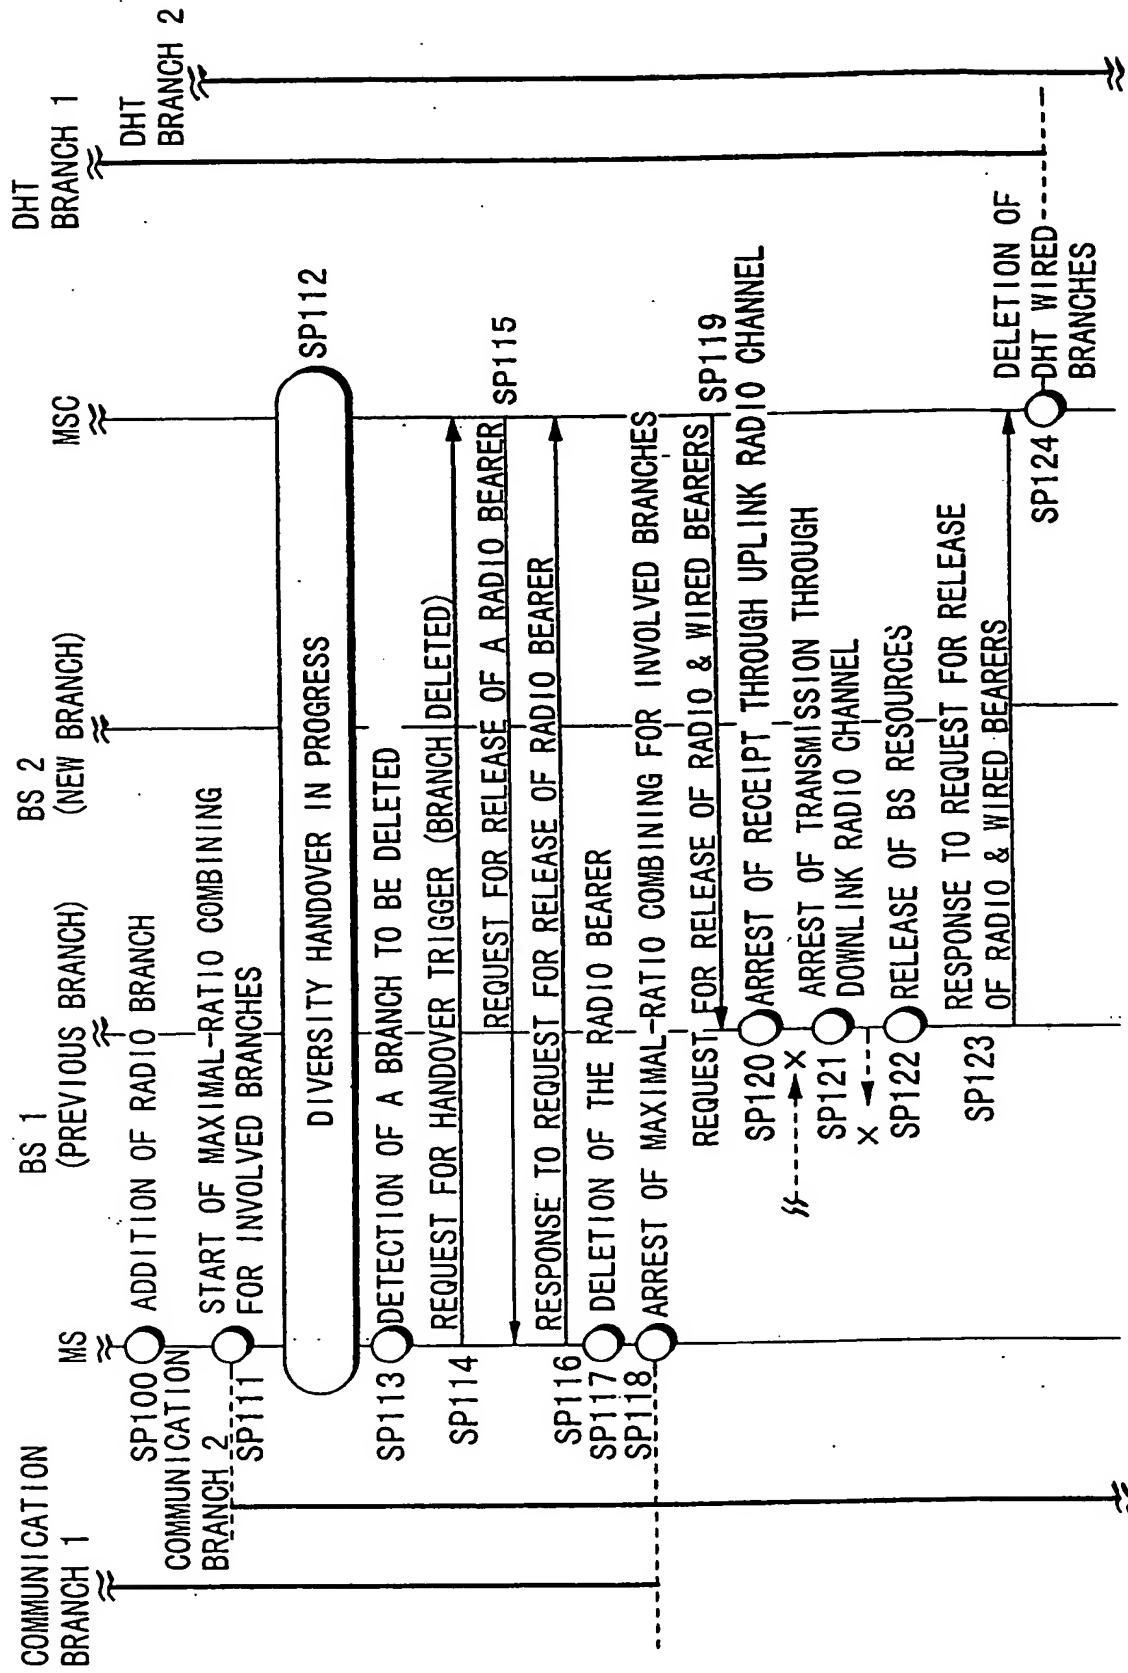 COMMUNICATION
BRANCH 1
MS
BS 1
(PREVIOUS BRANCH)
BS 2
(NEW BRANCH)
MSC
DHT
BRANCH 1
DHT
BRANCH 2
SP100
ADDITION OF RADIO BRANCH
COMMUNICATION
BRANCH 2
SP111
START OF MAXIMAL-RATIO COMBINING
FOR INVOLVED BRANCHES
DIVERSITY HANDOVER IN PROGRESS
SP112
SP113
DETECTION OF A BRANCH TO BE DELETED
SP114
REQUEST FOR HANDOVER TRIGGER (BRANCH DELETED)
REQUEST FOR RELEASE OF A RADIO BEARER
SP115
SP116
RESPONSE TO REQUEST FOR RELEASE OF RADIO BEARER
SP117
DELETION OF THE RADIO BEARER
SP118
ARREST OF MAXIMAL-RATIO COMBINING FOR INVOLVED BRANCHES
REQUEST FOR RELEASE OF RADIO & WIRED BEARERS
SP119
SP120
ARREST OF RECEIPT THROUGH UPLINK RADIO CHANNEL
X
SP121
ARREST OF TRANSMISSION THROUGH
DOWNLINK RADIO CHANNEL
X
SP122
RELEASE OF BS RESOURCES
SP123
RESPONSE TO REQUEST FOR RELEASE
OF RADIO & WIRED BEARERS
SP124
DELETION OF
DHT WIRED
BRANCHES